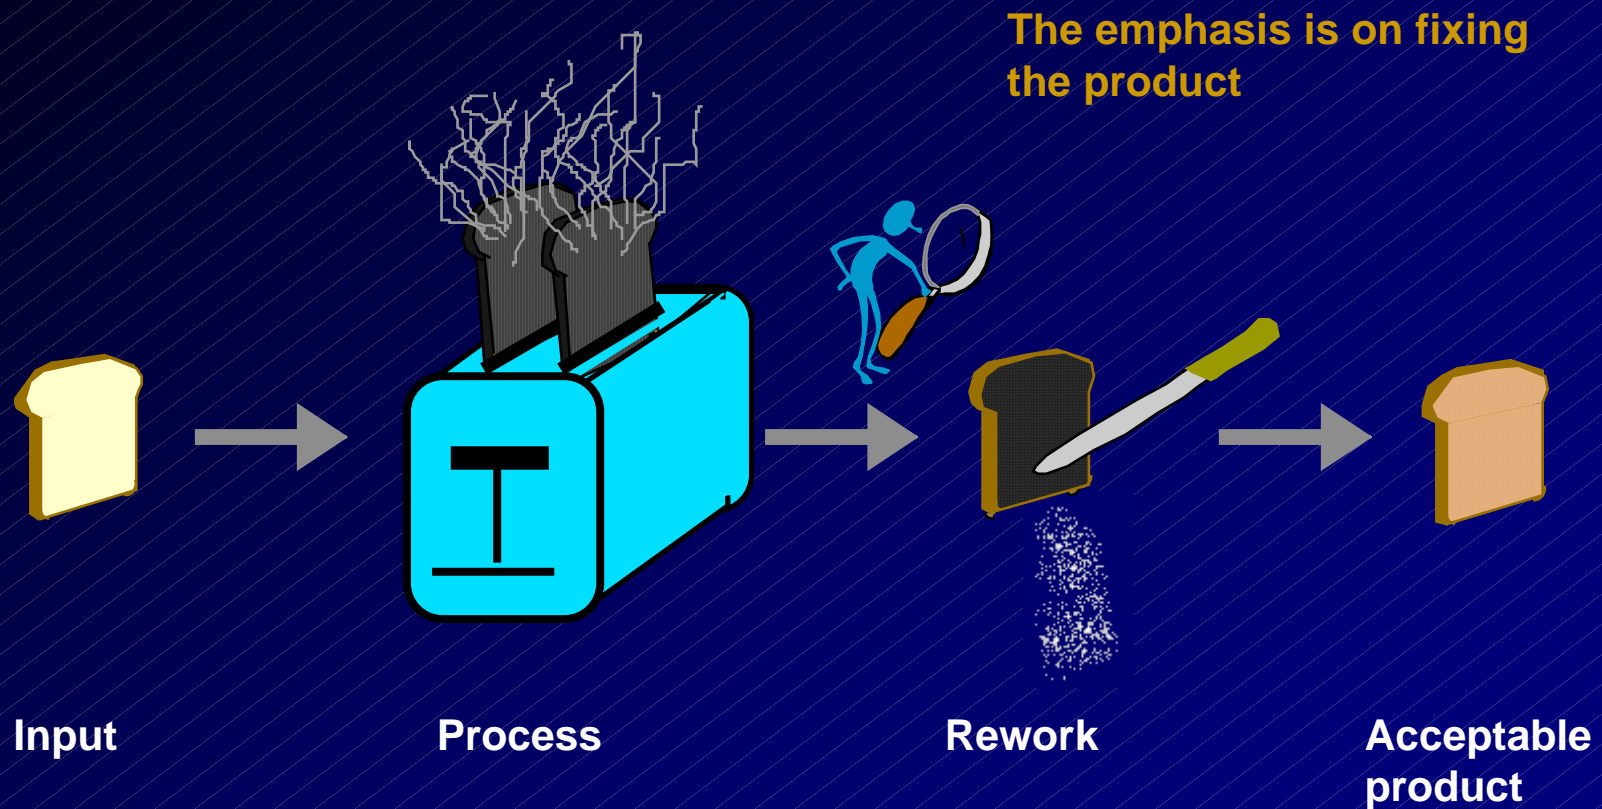 The emphasis is on fixing
the product
Input
Process
Rework
Acceptable
product